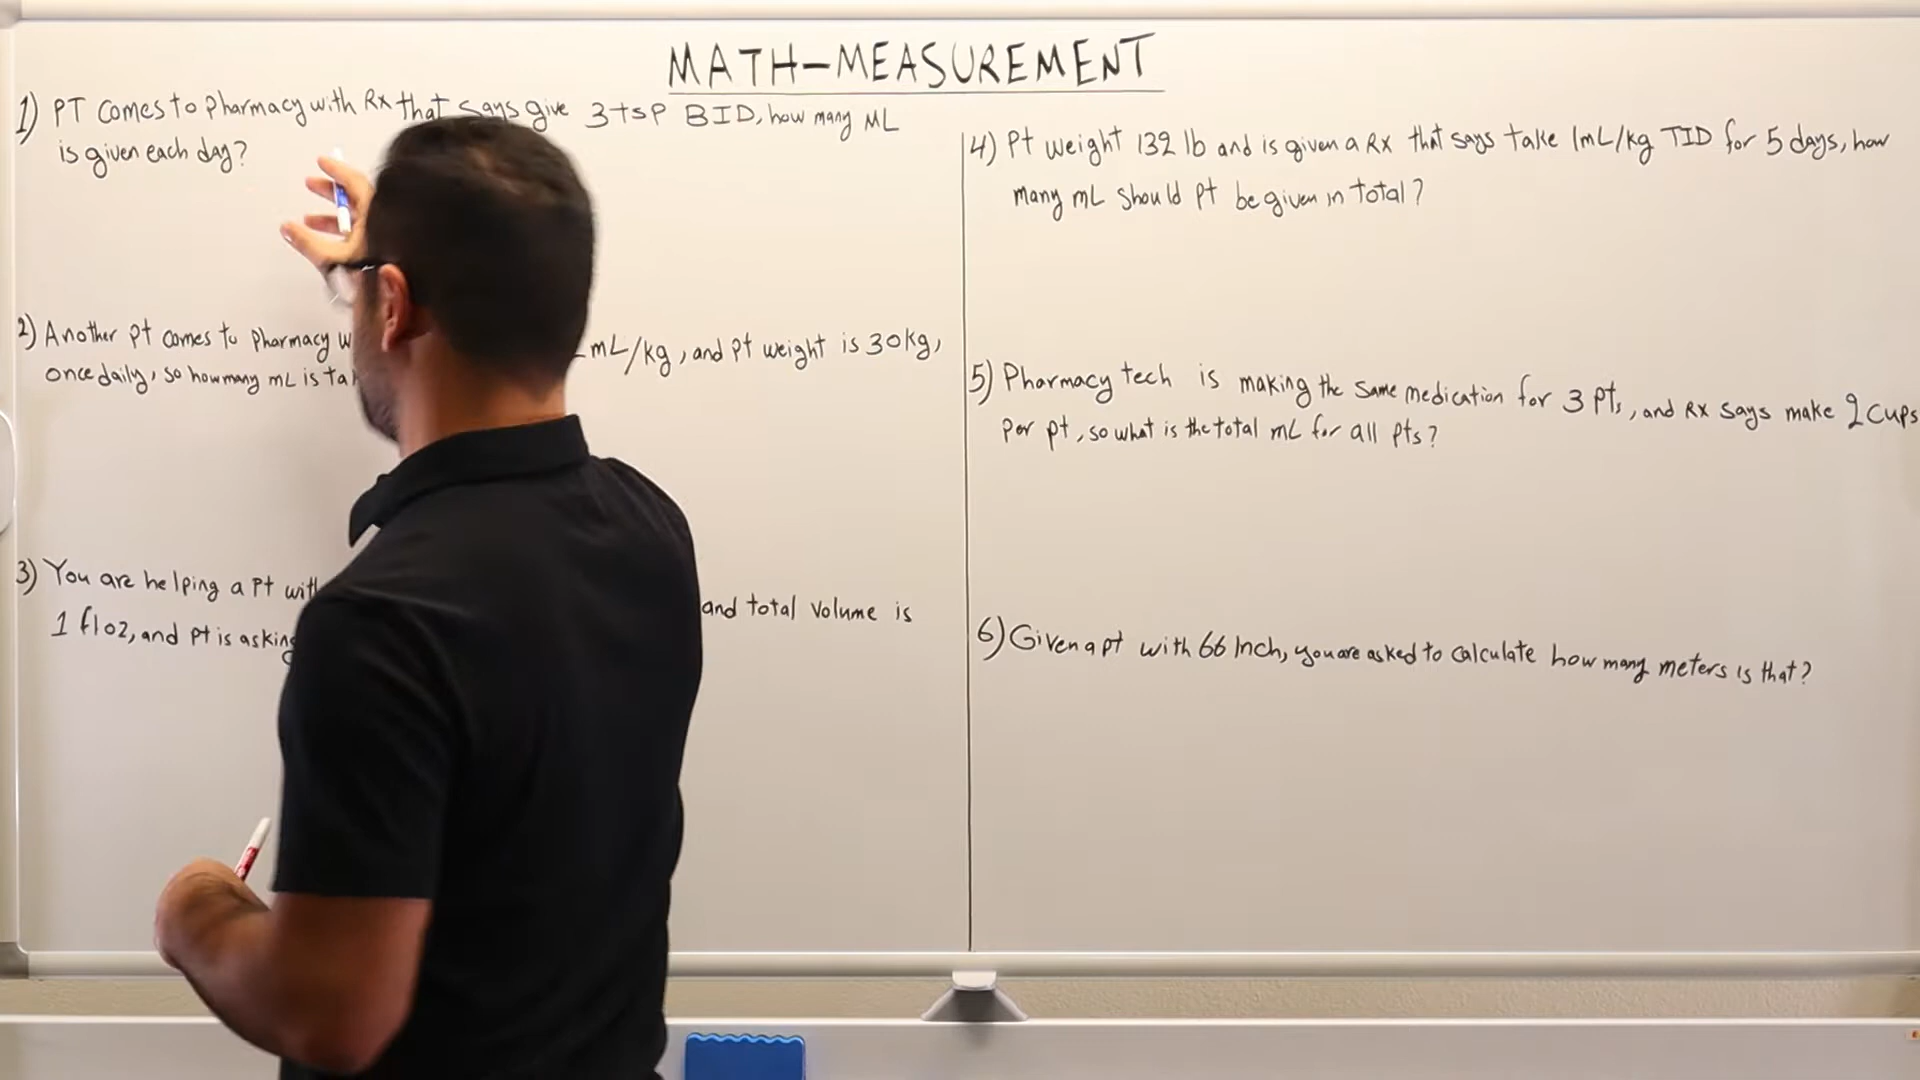 MATH-MEASUREMENT
1) PT comes to pharmacy with Rx that says give 3 tsp BID, how many ML
is given each day?
2) Another pt comes to pharmacy mL/kg, and pt weight is 30kg,
once daily, so how many mL is
3) You are helping a pt with and total volume is
1 floz, and pt is asking
4) Pt weight 132 lb and is given a Rx that says take 1mL/kg TID for 5 days, how
many mL should pt be given in total?
5) Pharmacy tech is making the same medication for 3 pts, and Rx says make 2 cups
per pt, so what is the total mL for all pts?
6) Given a pt with 66 Inch, you are asked to calculate how many meters is that?